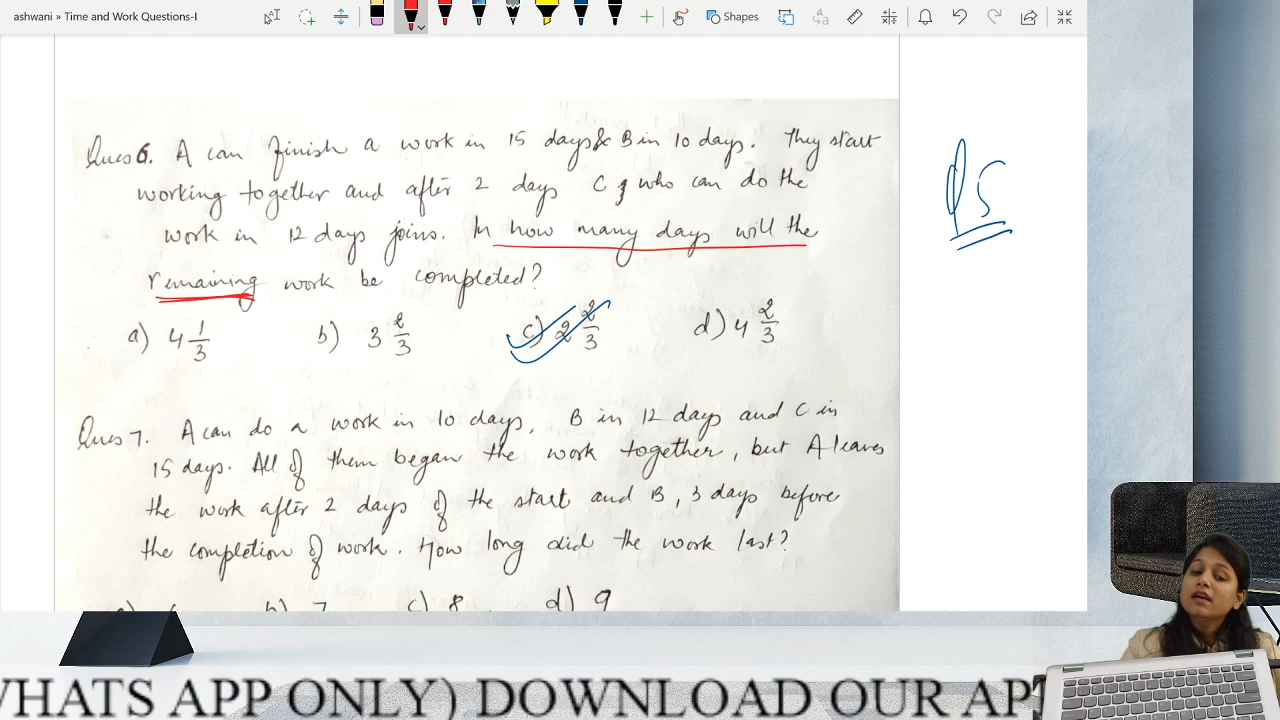 ashwani » Time and Work Questions-I
Shapes
Ques 6. A can finish a work in 15 days & B in 10 days. They start
working together and after 2 days C, who can do the
work in 12 days joins. In how many days will the
remaining work be completed?
a) 4 1/3 b) 3 2/3 c) 2 2/3 d) 4 2/3
Ques 7. A can do a work in 10 days, B in 12 days and C in
15 days. All of them began the work together, but A leaves
the work after 2 days of the start and B, 3 days before
the completion of work. How long did the work last?
b) 7 c) 8 d) 9
WHATS APP ONLY) DOWNLOAD OUR AP